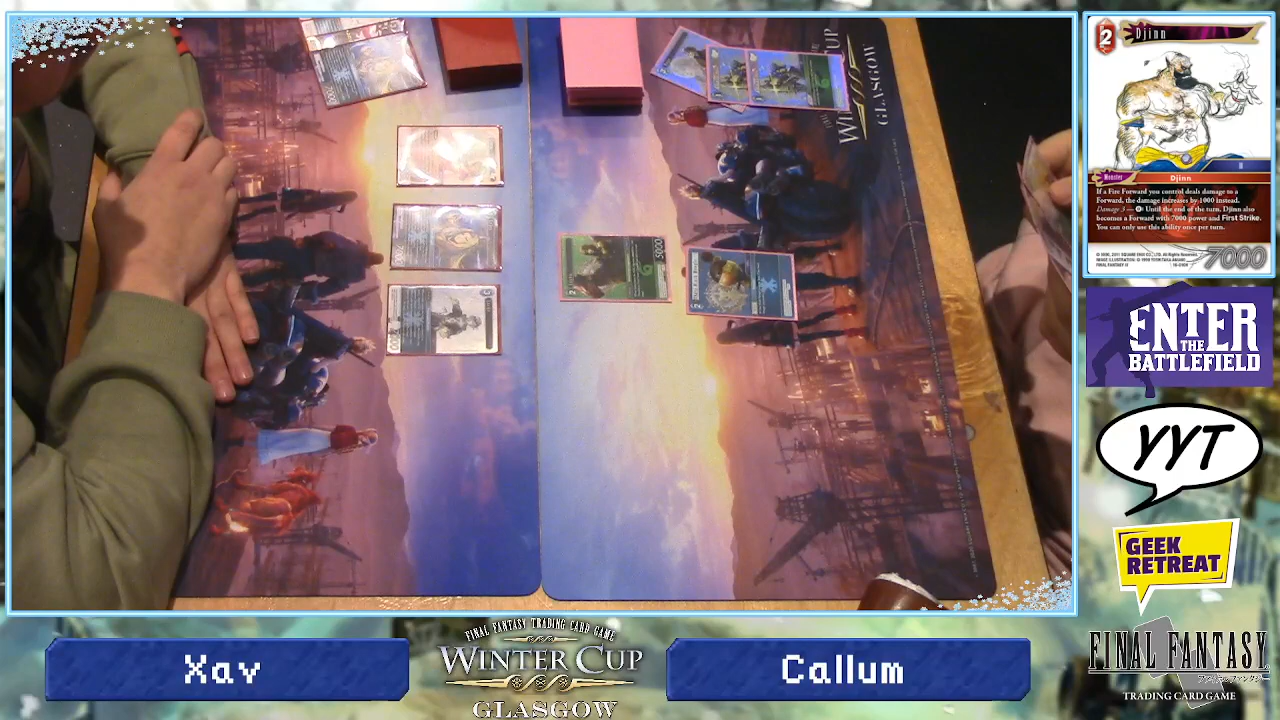 2
Djinn
Monster
Djinn
If a Fire Forward you control deals damage to a
Forward, the damage increases by 1000 instead.
Until the end of the turn, Djinn also
becomes a Forward with 7000 power and First Strike.
You can only use this ability once per turn.
7000
ENTER
THE
BATTLEFIELD
YYT
GEEK
RETREAT
FINAL FANTASY
TRADING CARD GAME
WIN
CUP
GLASGOW
5000
Xav
FINAL FANTASY TRADING CARD GAME
WINTER CUP
GLASGOW
Callum